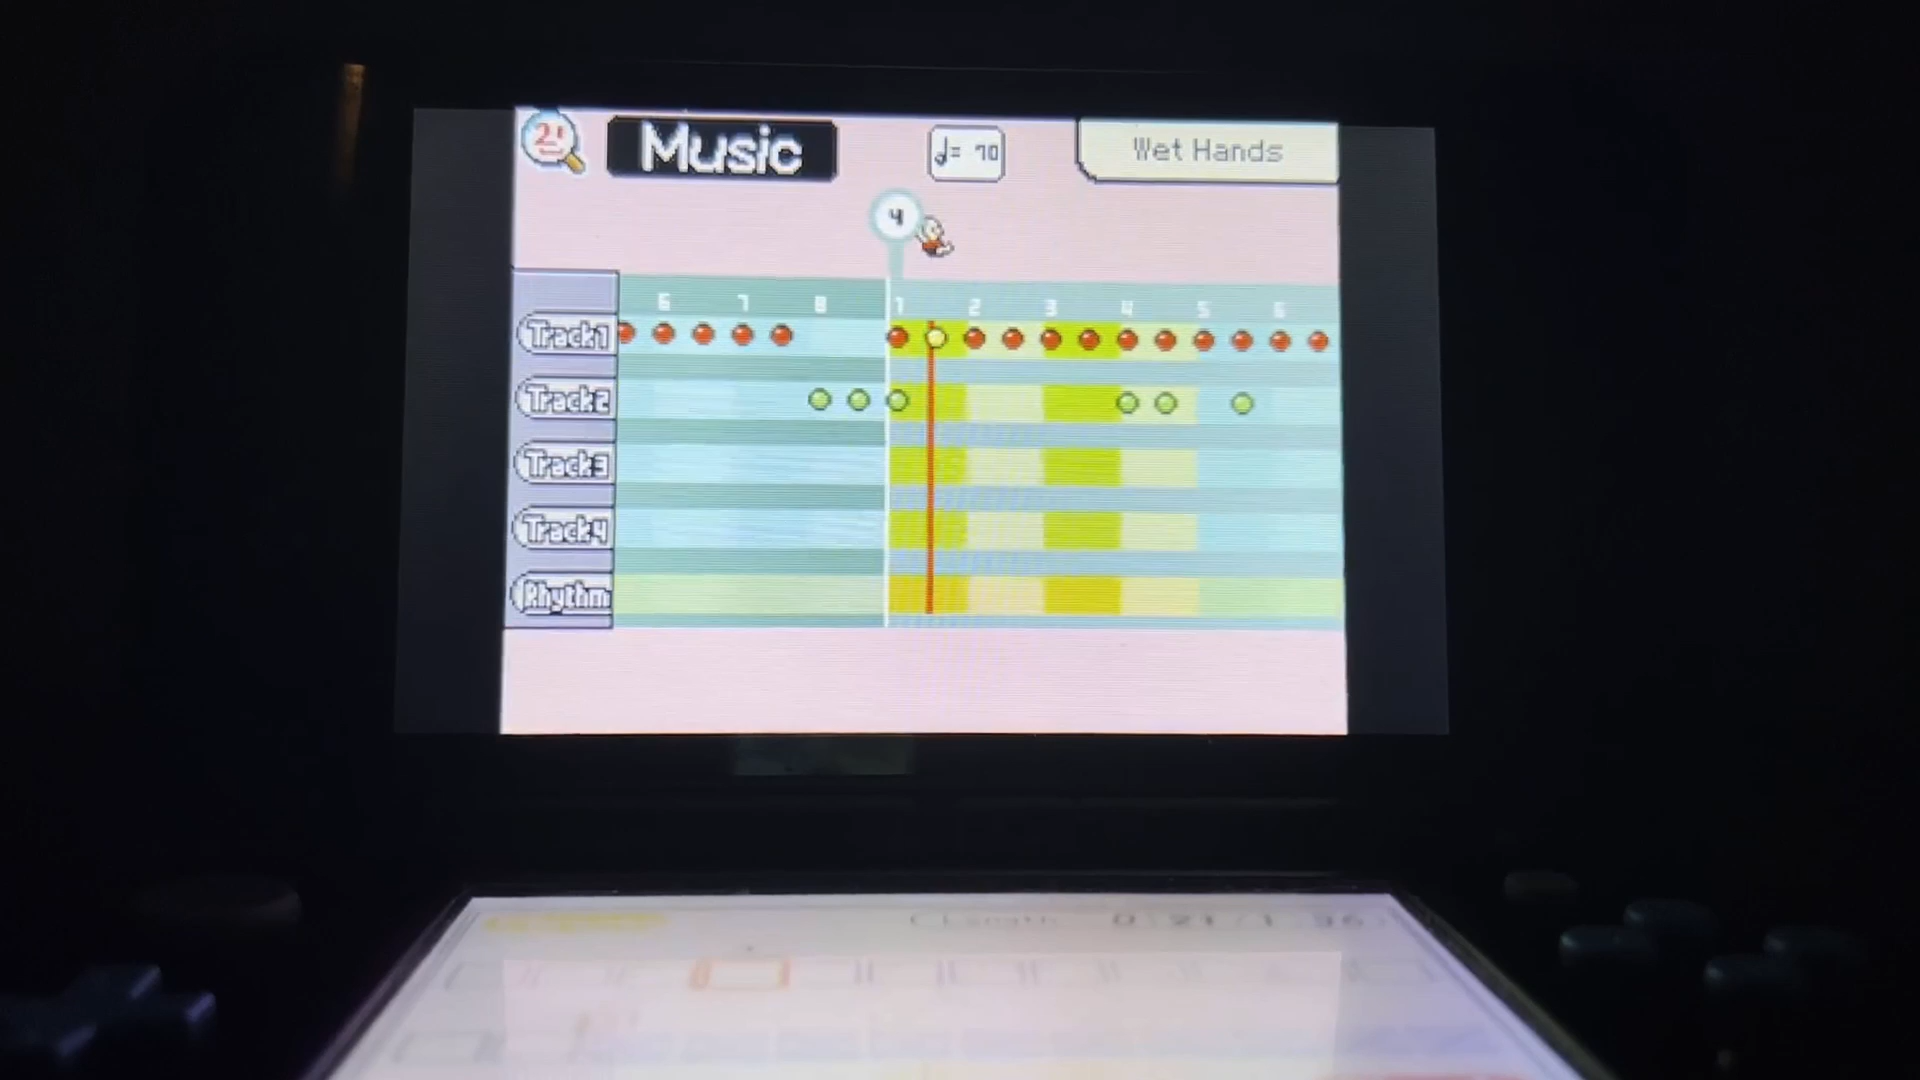 2!
Music
= 70
Wet Hands
4
6 7 8 1 2 3 4 5 6
Track1
Track2
Track3
Track4
Rhythm